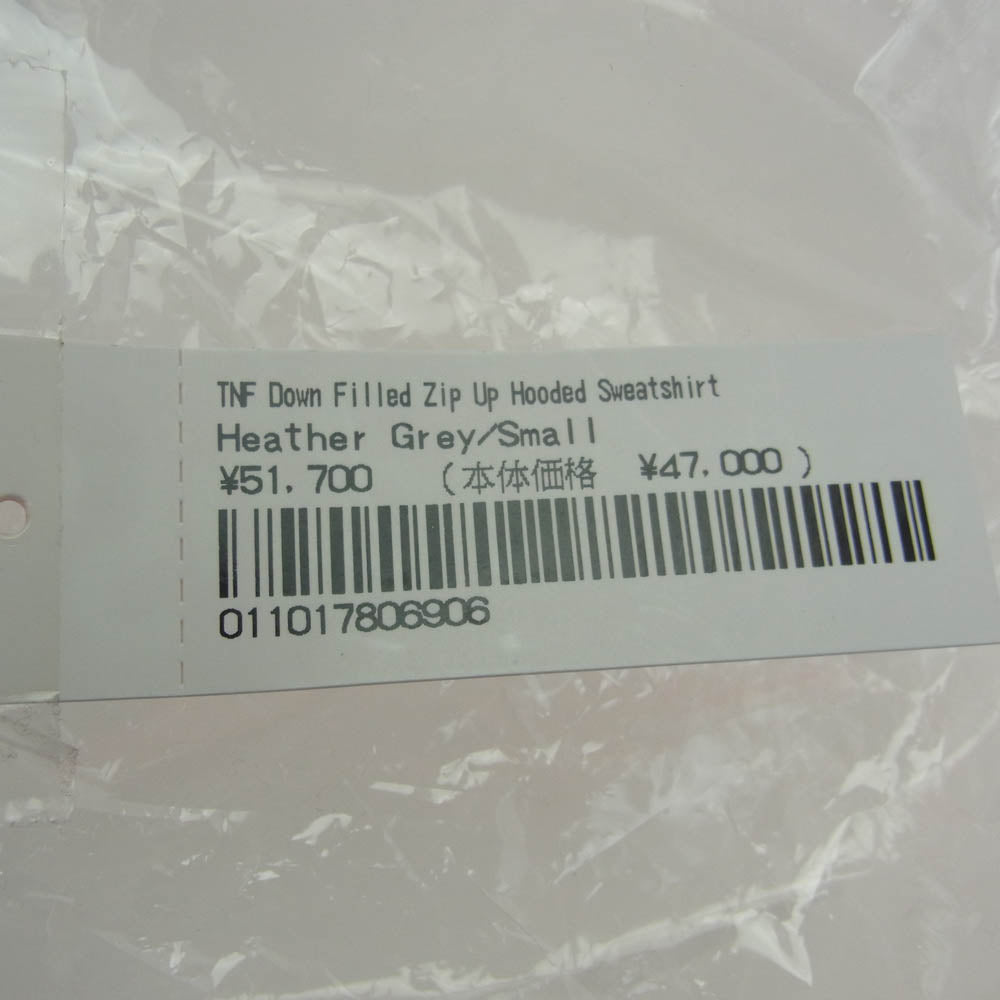 TNF Down Filled Zip Up Hooded Sweatshirt
Heather Grey/Small
¥51,700 (本体価格 ¥47,000)
011017806906